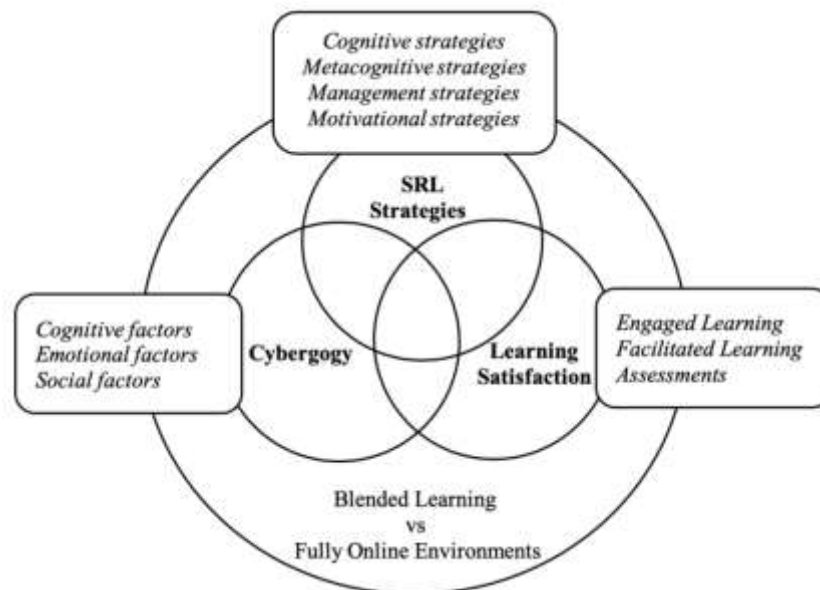 Cognitive strategies
Metacognitive strategies
Management strategies
Motivational strategies
SRL
Strategies
Cognitive factors
Emotional factors
Social factors
Cybergogy
Learning
Satisfaction
Engaged Learning
Facilitated Learning
Assessments
Blended Learning
vs
Fully Online Environments